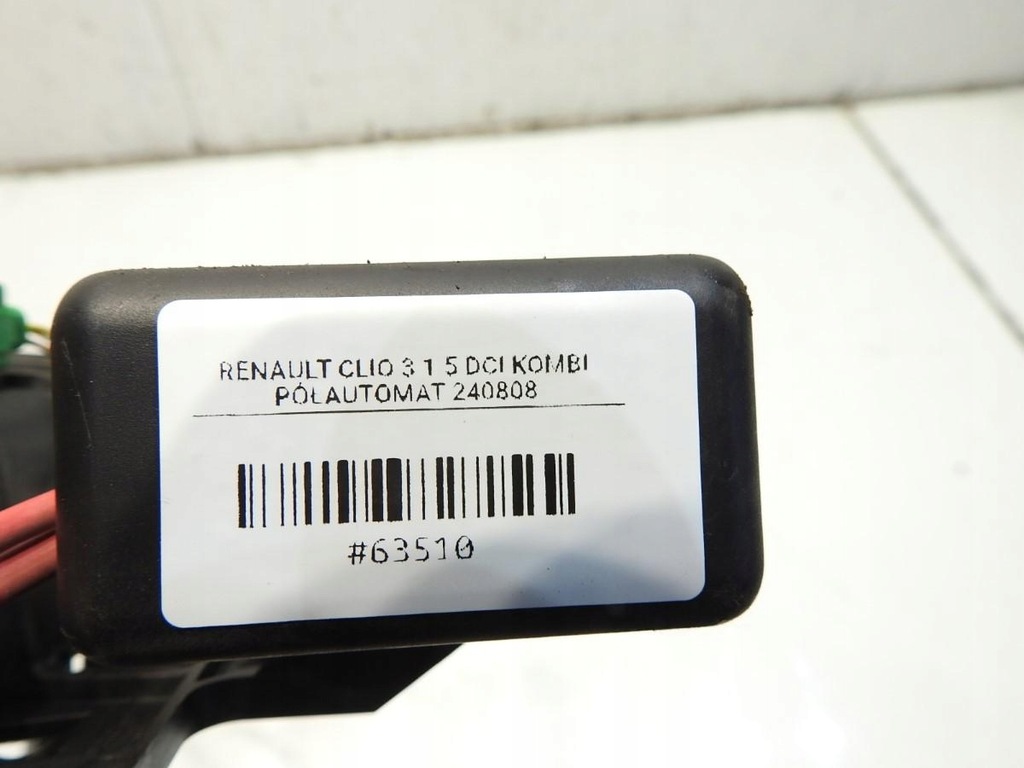 RENAULT CLIO 3 1 5 DCI KOMBI
PÓŁAUTOMAT 240808
#63510